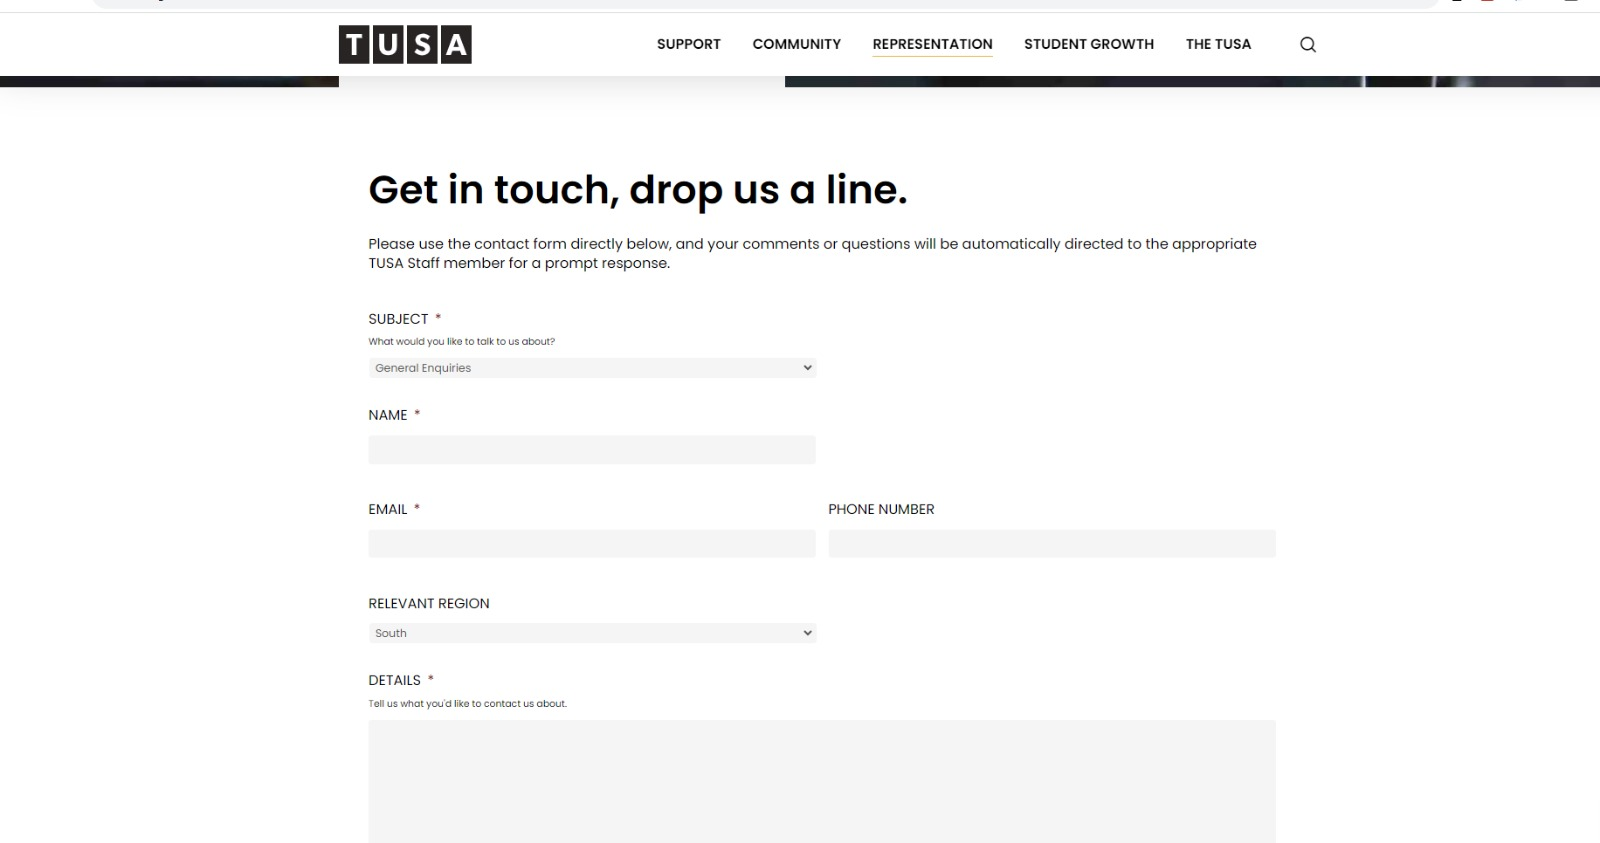 TUSA
SUPPORT COMMUNITY REPRESENTATION STUDENT GROWTH THE TUSA
Get in touch, drop us a line.
Please use the contact form directly below, and your comments or questions will be automatically directed to the appropriate
TUSA Staff member for a prompt response.
SUBJECT *
What would you like to talk to us about?
General Enquiries
NAME *
EMAIL * PHONE NUMBER
RELEVANT REGION
South
DETAILS *
Tell us what you'd like to contact us about.